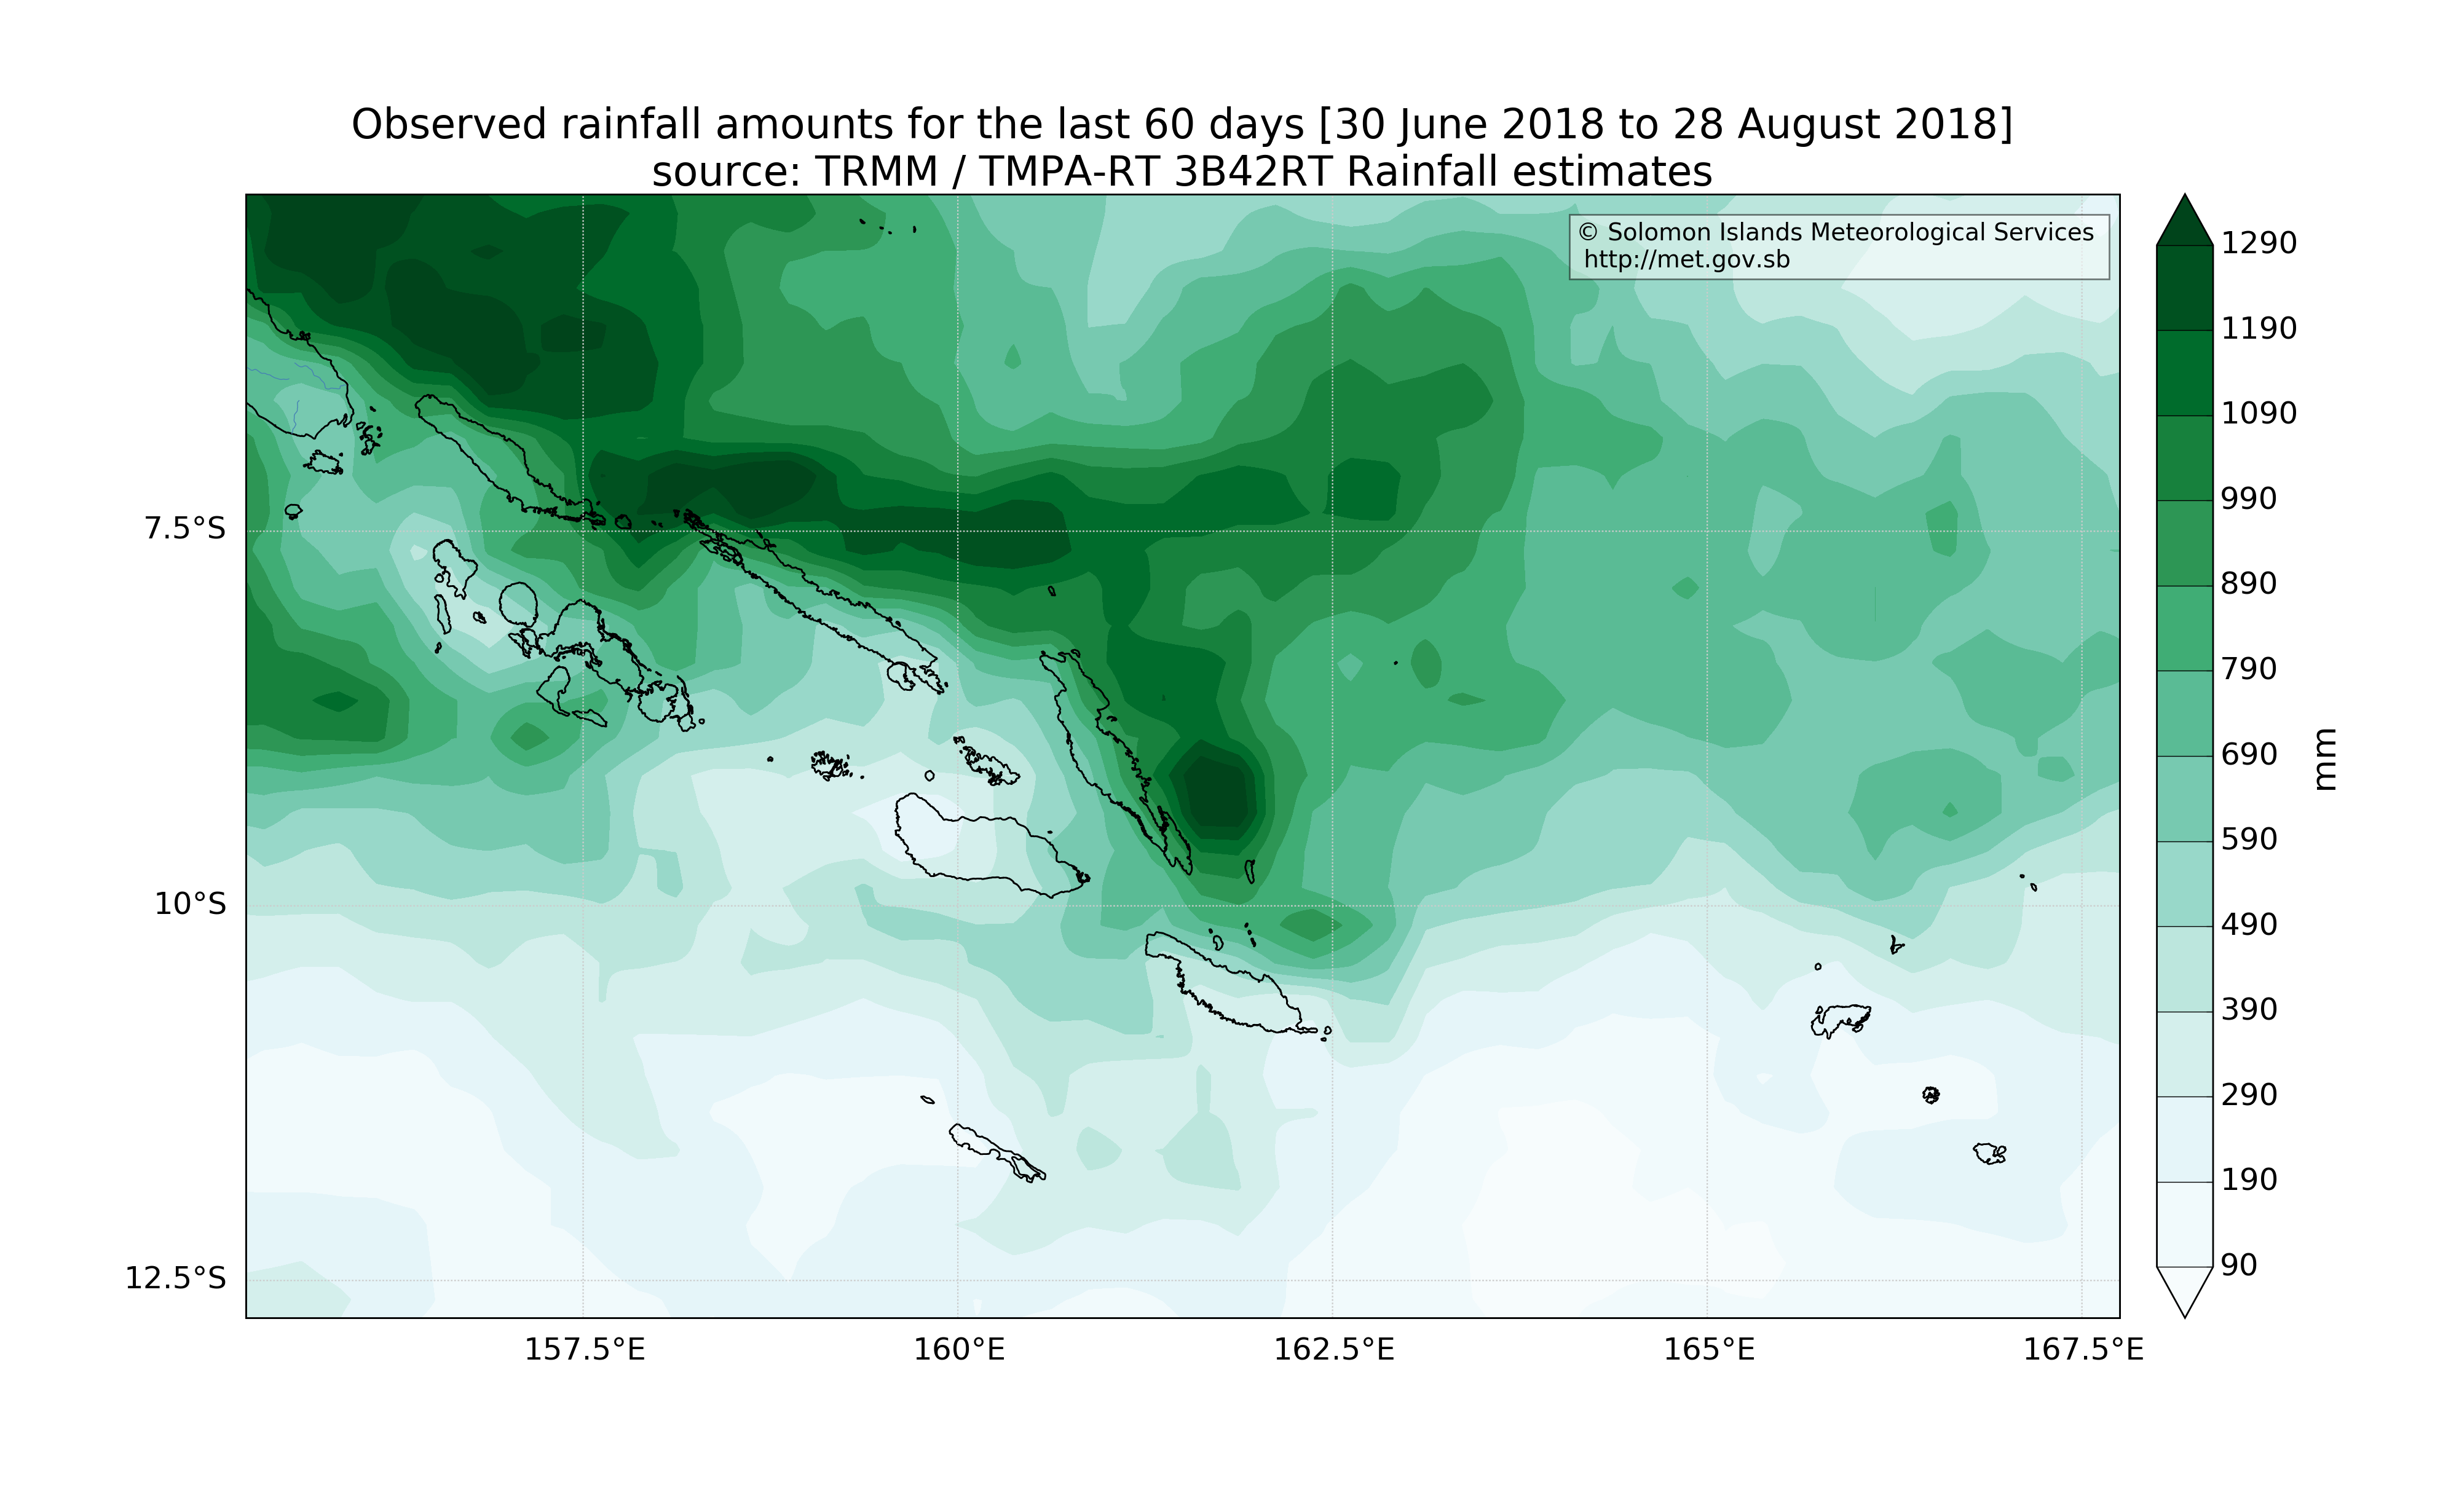 Observed rainfall amounts for the last 60 days [30 June 2018 to 28 August 2018]
source: TRMM / TMPA-RT 3B42RT Rainfall estimates
© Solomon Islands Meteorological Services
http://met.gov.sb
7.5°S
10°S
12.5°S
157.5°E
160°E
162.5°E
165°E
167.5°E
1290
1190
1090
990
890
790
690
590
490
390
290
190
90
mm